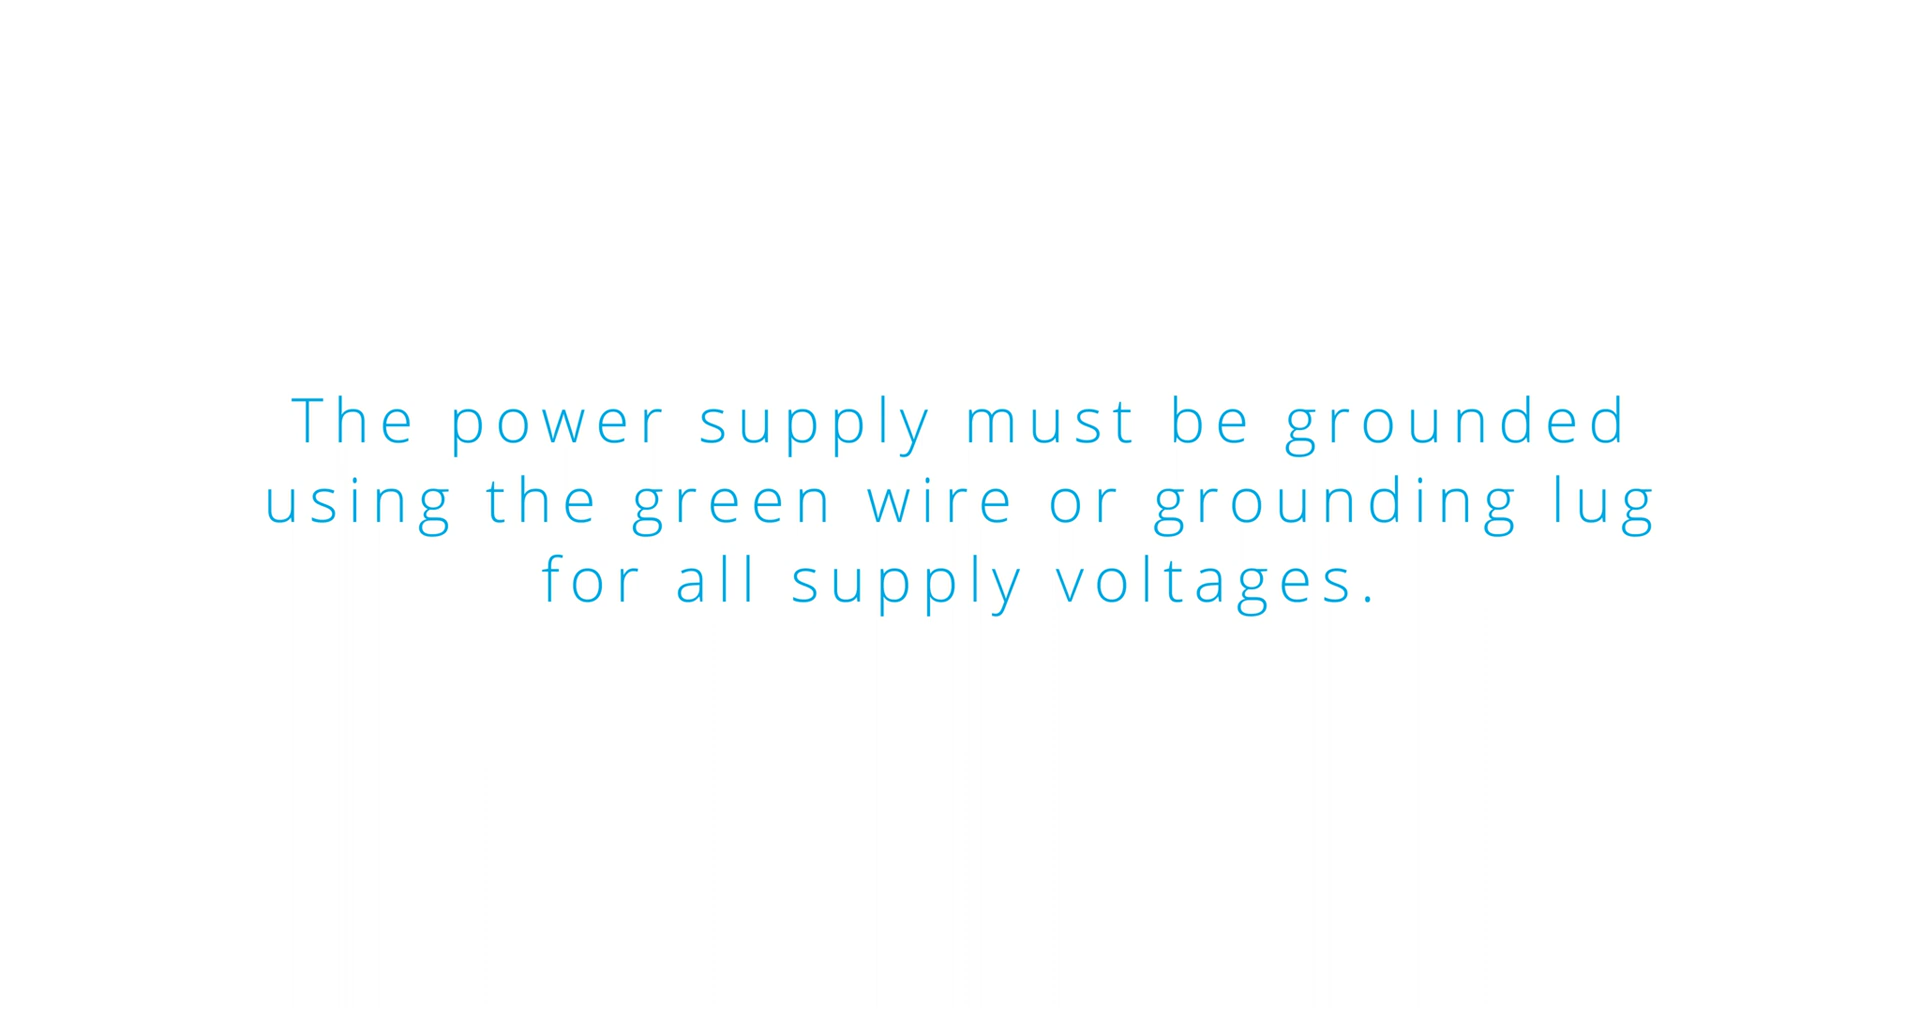 The power supply must be grounded
using the green wire or grounding lug
for all supply voltages.